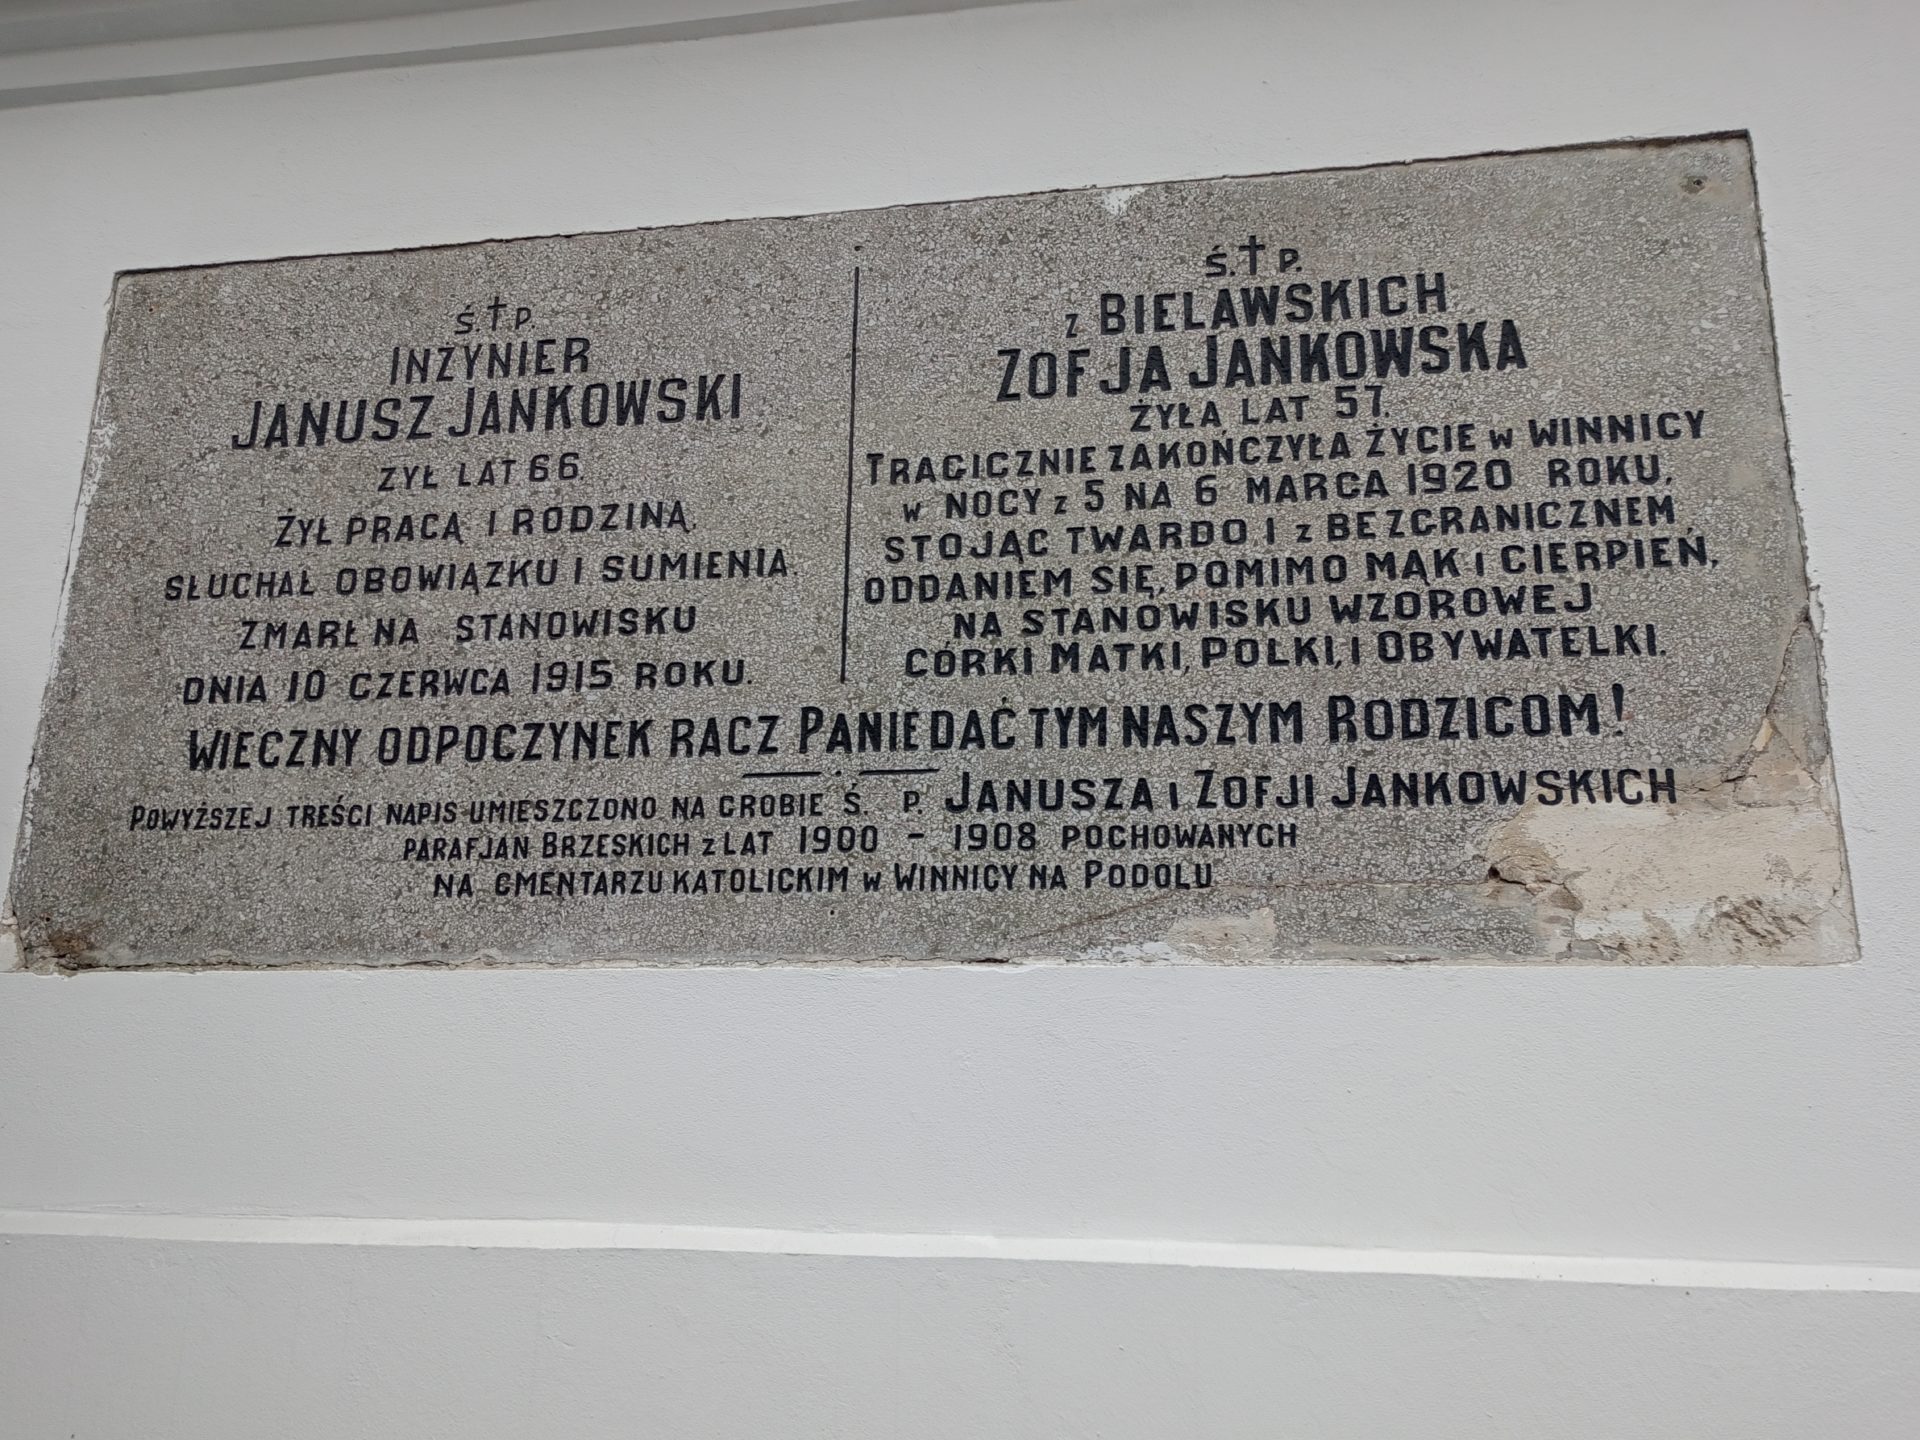 Ś.†P.
INZYNIER
JANUSZ JANKOWSKI
ZYŁ LAT 66.
ŻYŁ PRACĄ I RODZINĄ.
SŁUCHAŁ OBOWIĄZKU I SUMIENIA.
ZMARŁ NA STANOWISKU
DNIA 10 CZERWCA 1915 ROKU.
Ś.†P.
z BIELAWSKICH
ZOFJA JANKOWSKA
ŻYŁA LAT 57.
TRAGICZNIE ZAKOŃCZYŁA ŻYCIE w WINNICY
w NOCY z 5 NA 6 MARCA 1920 ROKU,
STOJĄC TWARDO I z BEZGRANICZNEM
ODDANIEM SIĘ, POMIMO MĄK I CIERPIEŃ,
NA STANOWISKU WZOROWEJ
CÓRKI MATKI, POLKI, I OBYWATELKI.
WIECZNY ODPOCZYNEK RACZ PANIE DAĆ TYM NASZYM RODZICOM!
POWYŻSZEJ TREŚCI NAPIS UMIESZCZONO NA GROBIE Ś. P. JANUSZA I ZOFJI JANKOWSKICH
PARAFJAN BRZESKICH z LAT 1900 - 1908 POCHOWANYCH
NA CMENTARZU KATOLICKIM w WINNICY NA PODOLU